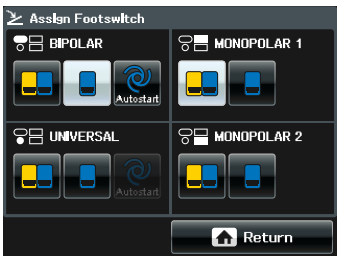 Assign Footswitch
BIPOLAR
MONOPOLAR 1
Autostart
UNIVERSAL
MONOPOLAR 2
Autostart
Return